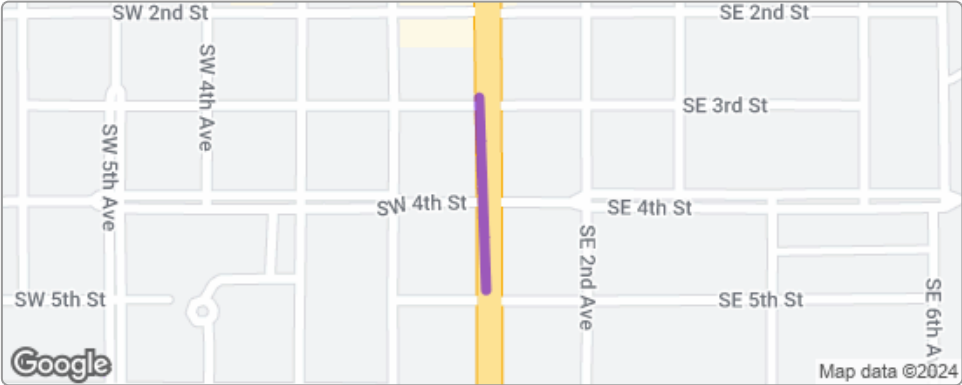 SW 2nd St
SE 2nd St
SW 4th Ave
SE 3rd St
SW 5th Ave
SW 4th St
SE 4th St
SE 2nd Ave
SW 5th St
SE 5th St
SE 6th A
Google
Map data ©2024